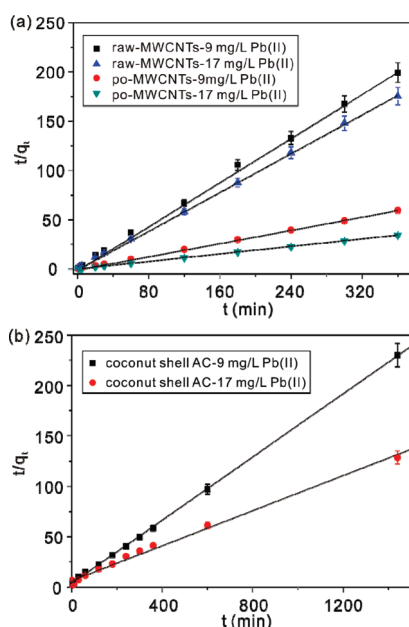 (a)
raw-MWCNTs-9 mg/L Pb(II)
raw-MWCNTs-17 mg/L Pb(II)
po-MWCNTs-9mg/L Pb(II)
po-MWCNTs-17 mg/L Pb(II)
250
200
150
100
50
0
t/qt
0 80 160 240 320
t (min)
(b)
coconut shell AC-9 mg/L Pb(II)
coconut shell AC-17 mg/L Pb(II)
250
200
150
100
50
0
t/qt
0 400 800 1200
t (min)